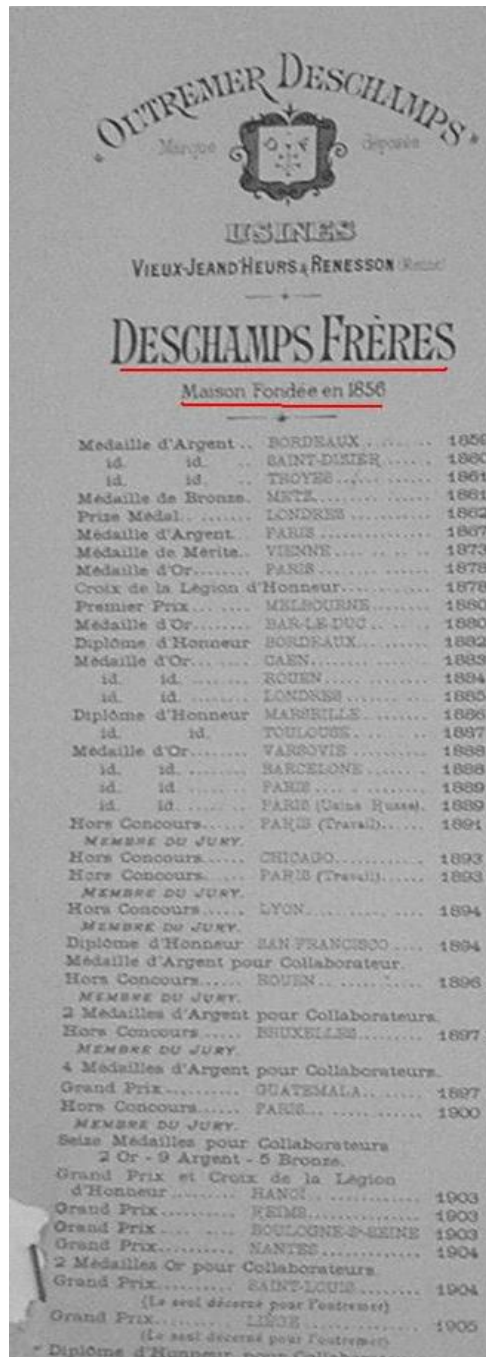 "OUTREMER DESCHAMPS"
Marque déposée
USINES
VIEUX-JEAND'HEURS & RENESSON (Meuse)
DESCHAMPS FRÈRES
Maison Fondée en 1856
Médaille d'Argent.. BORDEAUX........ 1859
id. id. .. SAINT-DIZIER...... 1860
id. id. .. TROYES.......... 1861
Médaille de Bronze. METZ............ 1861
Prize Médal......... LONDRES........... 1862
Médaille d'Argent.. PARIS............ 1867
Médaille de Mérite.. VIENNE........... 1873
Médaille d'Or........ PARIS............ 1878
Croix de la Légion d'Honneur............ 1878
Premier Prix....... MELBOURNE........ 1880
Médaille d'Or........ BAR-LE-DUC....... 1880
Diplôme d'Honneur BORDEAUX......... 1882
Médaille d'Or........ CAEN............. 1883
id. id. ........ ROUEN........... 1884
id. id. ........ LONDRES.......... 1885
Diplôme d'Honneur MARSEILLE........ 1886
id. id. TOULOUSE......... 1887
Médaille d'Or........ VARSOVIE......... 1888
id. id. ........ BARCELONE........ 1888
id. id. ........ PARIS............ 1889
id. id. ........ PARIS (Usine Russe). 1889
Hors Concours...... PARIS (Travail)...... 1891
MEMBRE DU JURY.
Hors Concours...... CHICAGO.......... 1893
Hors Concours...... PARIS (Travail)...... 1893
MEMBRE DU JURY.
Hors Concours...... LYON............. 1894
MEMBRE DU JURY.
Diplôme d'Honneur SAN FRANCISCO.... 1894
Médaille d'Argent pour Collaborateur.
Hors Concours...... ROUEN............ 1896
MEMBRE DU JURY.
2 Médailles d'Argent pour Collaborateurs.
Hors Concours...... BRUXELLES........ 1897
MEMBRE DU JURY.
4 Médailles d'Argent pour Collaborateurs.
Grand Prix.......... GUATEMALA........ 1897
Hors Concours...... PARIS............ 1900
MEMBRE DU JURY.
Seize Médailles pour Collaborateurs
2 Or - 9 Argent - 5 Bronze.
Grand Prix et Croix de la Légion
d'Honneur........ HANOÏ............ 1903
Grand Prix.......... REIMS............ 1903
Grand Prix.......... BOULOGNE-S-SEINE 1903
Grand Prix.......... NANTES........... 1904
2 Médailles Or pour Collaborateurs.
Grand Prix.......... SAINT-LOUIS....... 1904
(Le seul décerné pour l'outremer)
Grand Prix.......... LIÈGE............ 1905
(Le seul décerné pour l'outremer)
Diplôme d'Honneur pour Collaborateurs